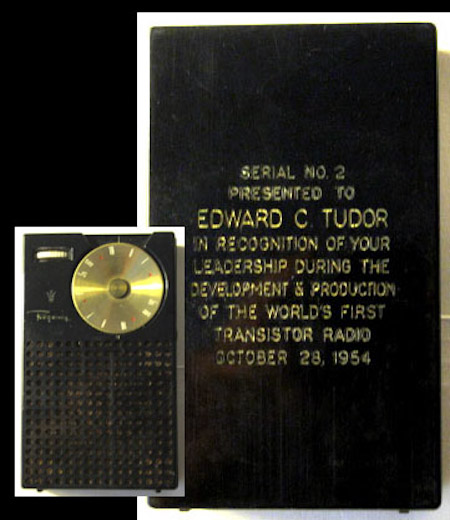 SERIAL NO. 2
PRESENTED TO
EDWARD C. TUDOR
IN RECOGNITION OF YOUR
LEADERSHIP DURING THE
DEVELOPMENT & PRODUCTION
OF THE WORLD'S FIRST
TRANSISTOR RADIO
OCTOBER 28, 1954
Regency